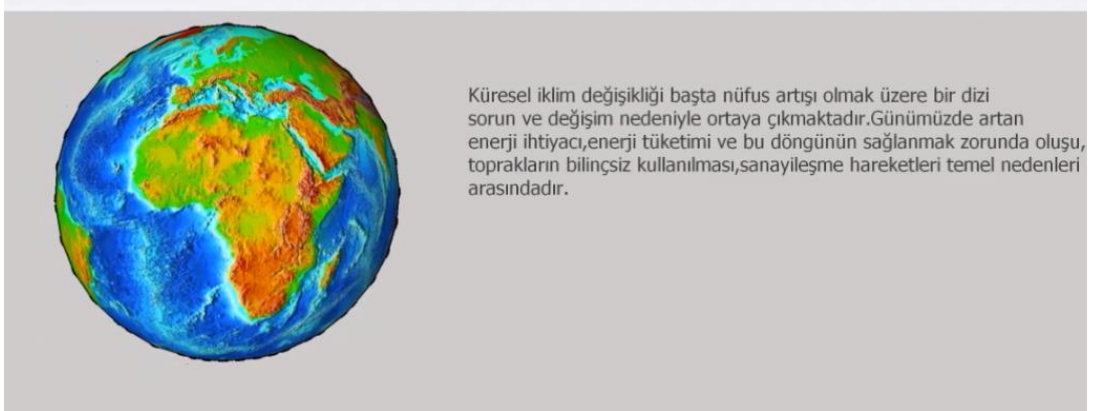 Küresel iklim değişikliği başta nüfus artışı olmak üzere bir dizi
sorun ve değişim nedeniyle ortaya çıkmaktadır.Günümüzde artan
enerji ihtiyacı,enerji tüketimi ve bu döngünün sağlanmak zorunda oluşu,
toprakların bilinçsiz kullanılması,sanayileşme hareketleri temel nedenleri
arasındadır.